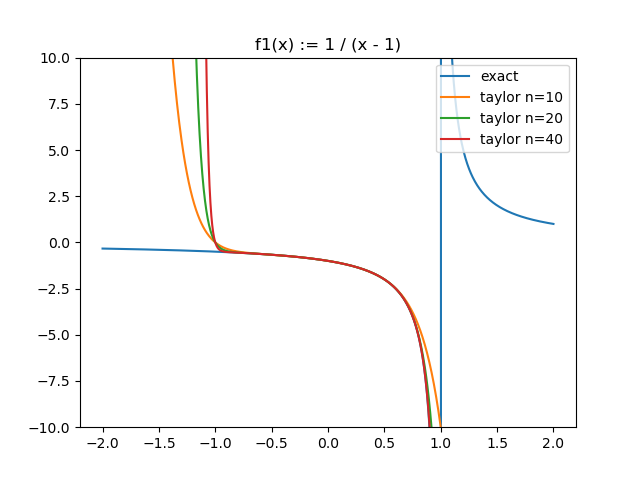 f1(x) := 1 / (x - 1)
10.0
7.5
5.0
2.5
0.0
−2.5
−5.0
−7.5
−10.0
exact
taylor n=10
taylor n=20
taylor n=40
−2.0 −1.5 −1.0 −0.5 0.0 0.5 1.0 1.5 2.0